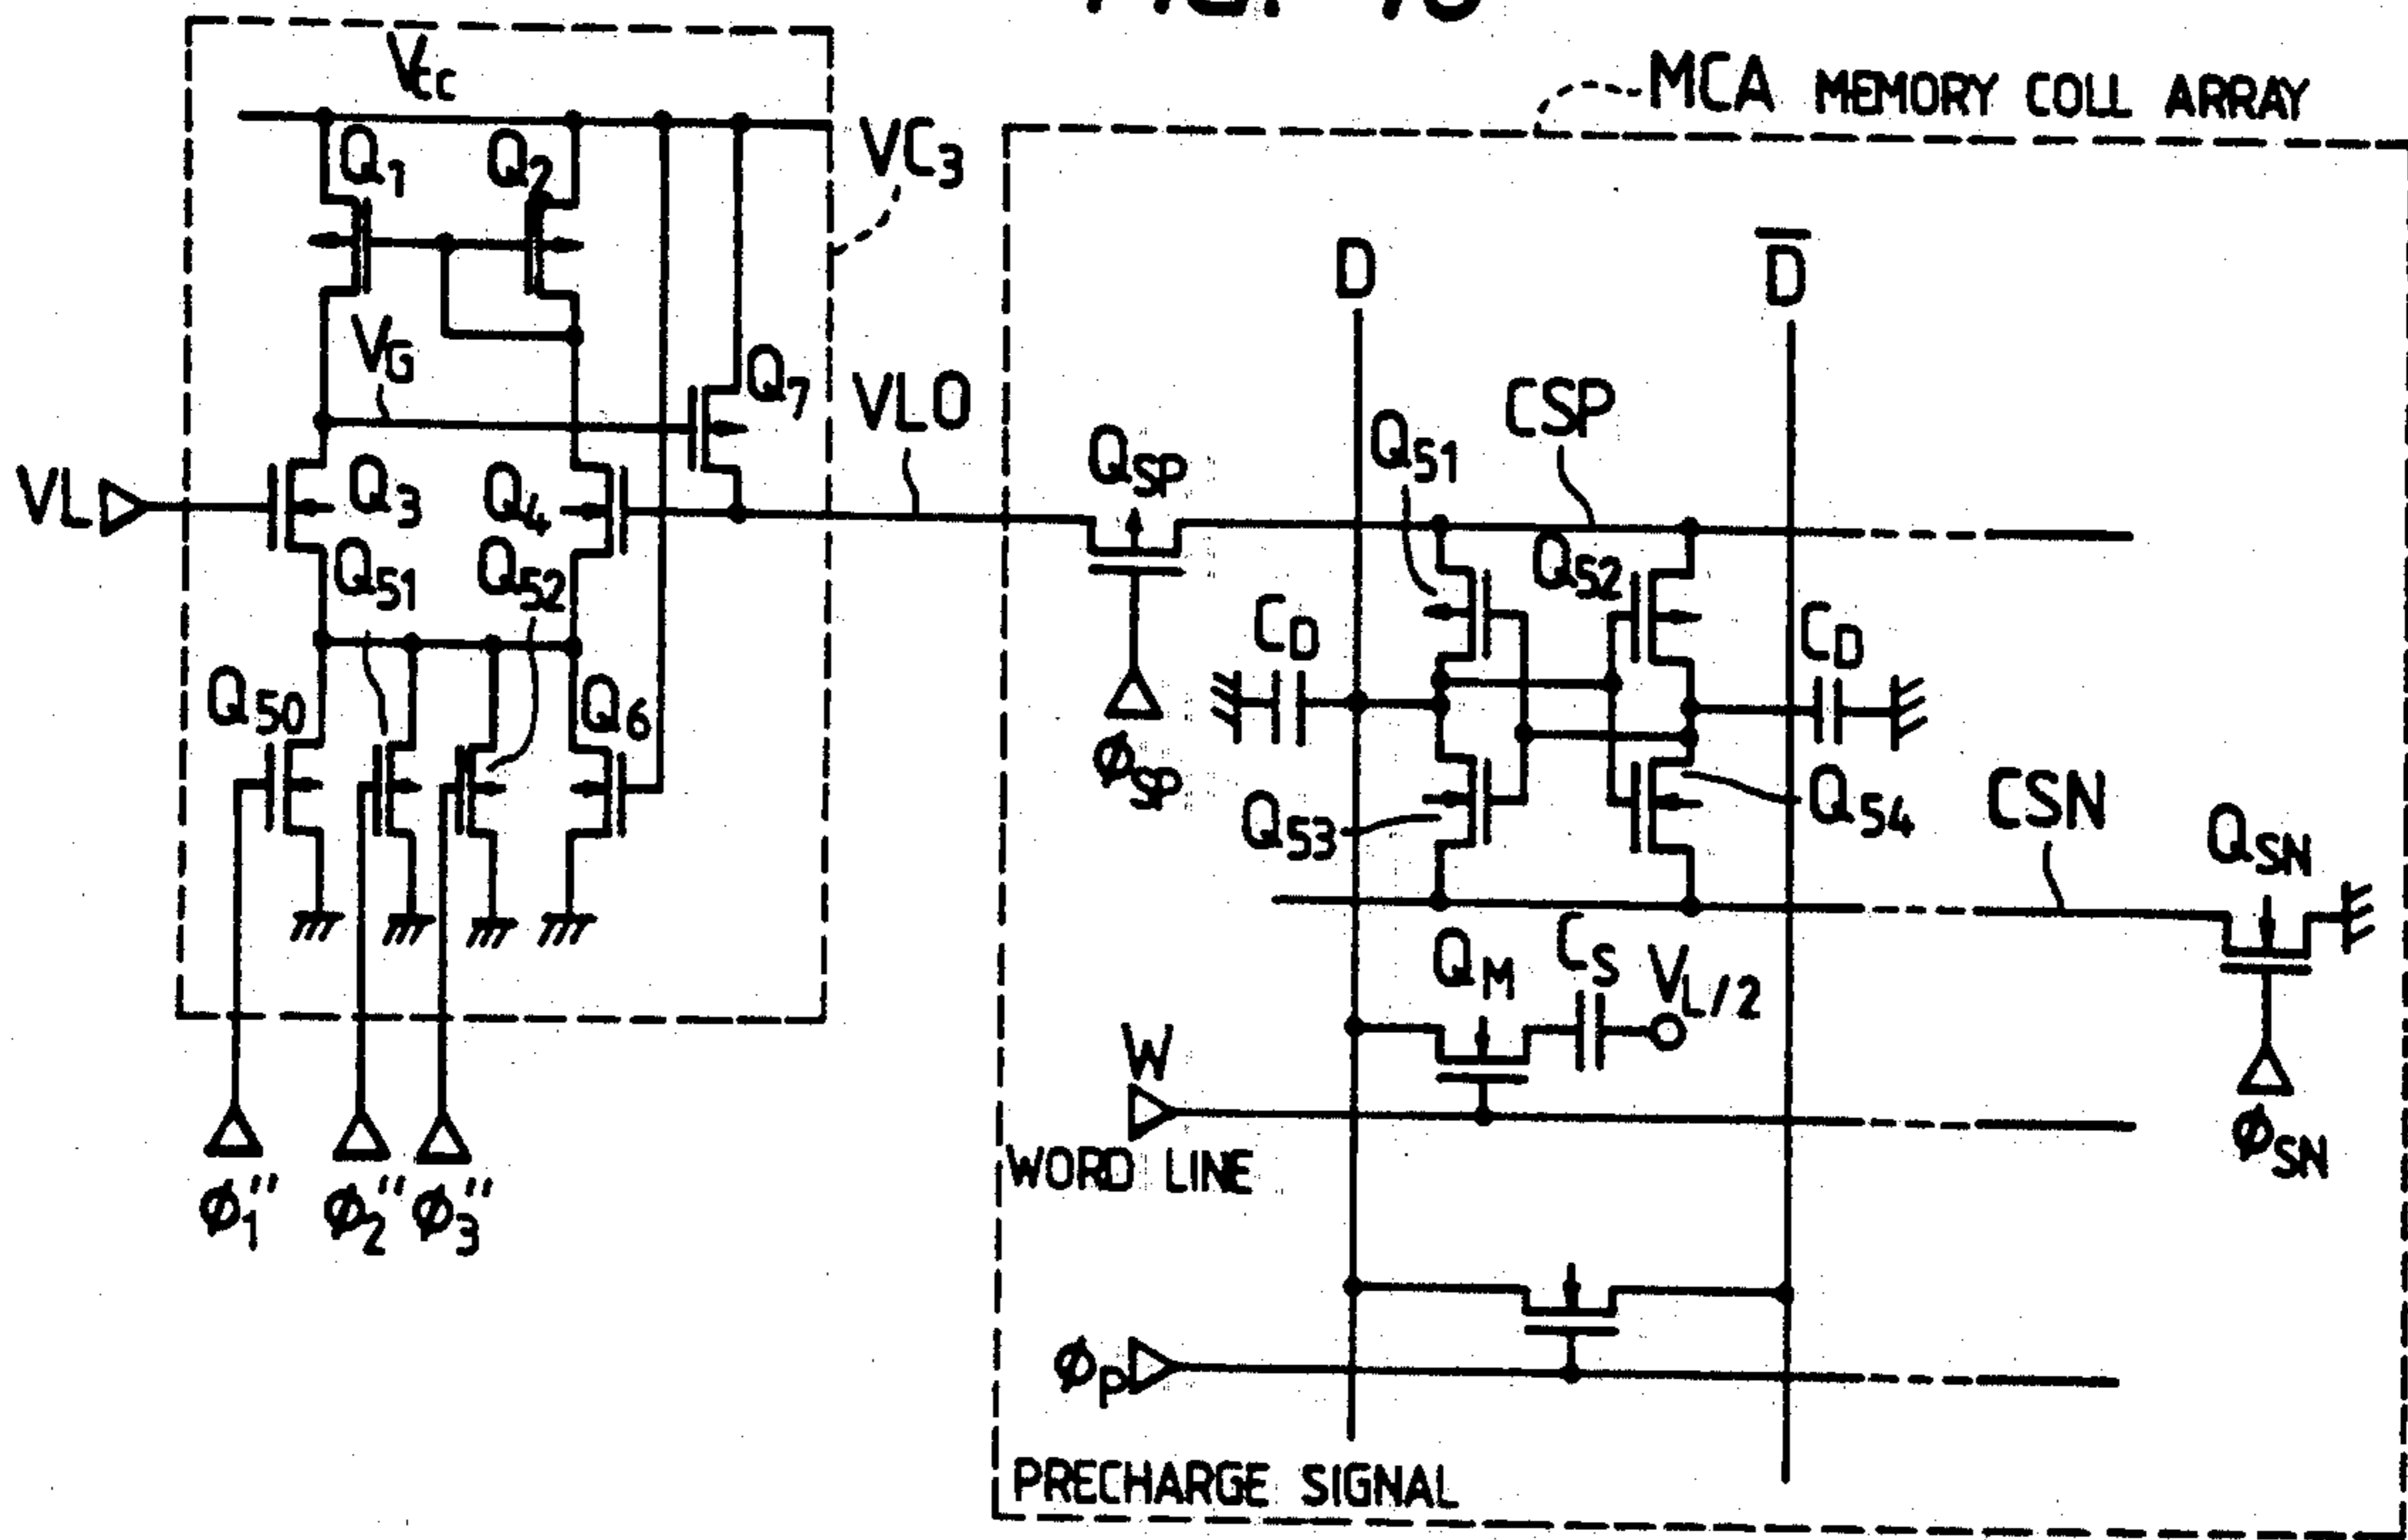 MCA MEMORY COLL ARRAY
VCC
VC3
Q1
Q2
D
D̅
VG
Q7
VLO
CSP
QSP
Q51
VL
Q3
Q4
Q51
Q52
Q52
CD
CD
Q50
Q6
ϕSP
Q53
Q54
CSN
QSN
QM
CS
VL/2
W
WORD LINE
ϕSN
ϕ1" ϕ2" ϕ3"
ϕP
PRECHARGE SIGNAL